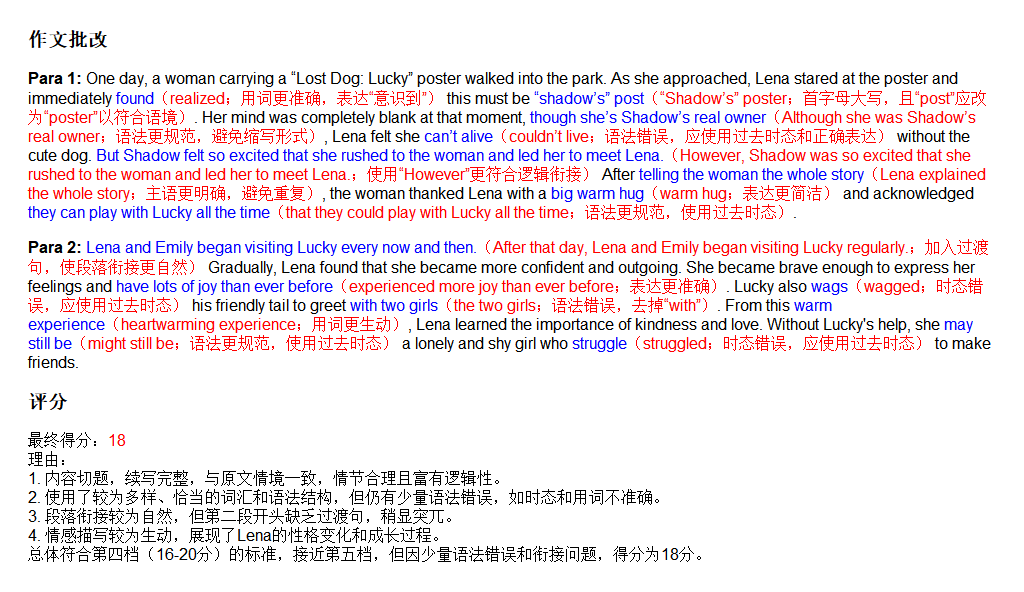 作文批改
Para 1: One day, a woman carrying a “Lost Dog: Lucky” poster walked into the park. As she approached, Lena stared at the poster and
immediately found（realized；用词更准确，表达“意识到”） this must be “shadow’s” post（“Shadow’s” poster；首字母大写，且“post”应改
为“poster”以符合语境）. Her mind was completely blank at that moment, though she’s Shadow’s real owner（Although she was Shadow’s
real owner；语法更规范，避免缩写形式）, Lena felt she can’t alive（couldn’t live；语法错误，应使用过去时态和正确表达） without the
cute dog. But Shadow felt so excited that she rushed to the woman and led her to meet Lena.（However, Shadow was so excited that she
rushed to the woman and led her to meet Lena.；使用“However”更符合逻辑衔接） After telling the woman the whole story（Lena explained
the whole story；主语更明确，避免重复）, the woman thanked Lena with a big warm hug（warm hug；表达更简洁） and acknowledged
they can play with Lucky all the time（that they could play with Lucky all the time；语法更规范，使用过去时态）.
Para 2: Lena and Emily began visiting Lucky every now and then.（After that day, Lena and Emily began visiting Lucky regularly.；加入过渡
句，使段落衔接更自然） Gradually, Lena found that she became more confident and outgoing. She became brave enough to express her
feelings and have lots of joy than ever before（experienced more joy than ever before；表达更准确）. Lucky also wags（wagged；时态错
误，应使用过去时态） his friendly tail to greet with two girls（the two girls；语法错误，去掉“with”）. From this warm
experience（heartwarming experience；用词更生动）, Lena learned the importance of kindness and love. Without Lucky's help, she may
still be（might still be；语法更规范，使用过去时态） a lonely and shy girl who struggle（struggled；时态错误，应使用过去时态） to make
friends.
评分
最终得分：18
理由：
1. 内容切题，续写完整，与原文情境一致，情节合理且富有逻辑性。
2. 使用了较为多样、恰当的词汇和语法结构，但仍有少量语法错误，如时态和用词不准确。
3. 段落衔接较为自然，但第二段开头缺乏过渡句，稍显突兀。
4. 情感描写较为生动，展现了Lena的性格变化和成长过程。
总体符合第四档（16-20分）的标准，接近第五档，但因少量语法错误和衔接问题，得分为18分。